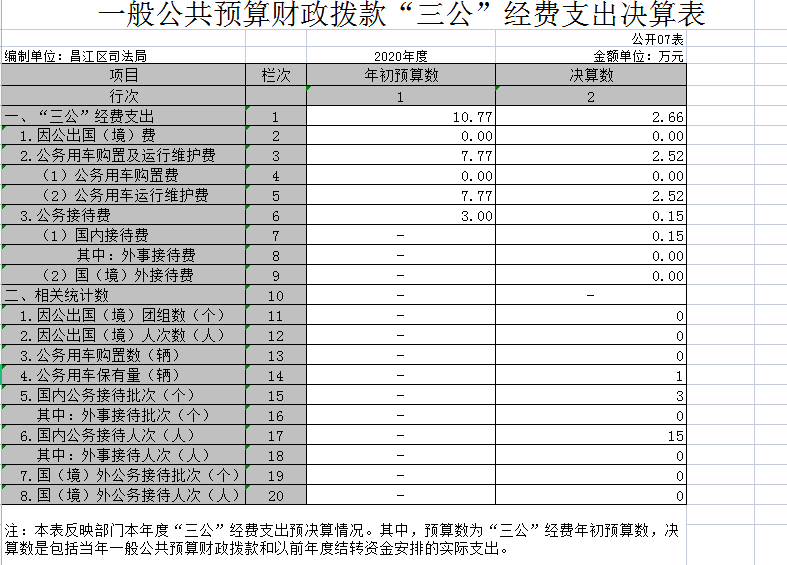 一般公共预算财政拨款“三公”经费支出决算表
公开07表
编制单位：昌江区司法局 2020年度 金额单位：万元
项目 栏次 年初预算数 决算数
行次 1 2
一、“三公”经费支出 1 10.77 2.66
1.因公出国（境）费 2 0.00 0.00
2.公务用车购置及运行维护费 3 7.77 2.52
（1）公务用车购置费 4 0.00 0.00
（2）公务用车运行维护费 5 7.77 2.52
3.公务接待费 6 3.00 0.15
（1）国内接待费 7 － 0.15
其中：外事接待费 8 － 0.00
（2）国（境）外接待费 9 － 0.00
二、相关统计数 10 － －
1.因公出国（境）团组数（个） 11 － 0
2.因公出国（境）人次数（人） 12 － 0
3.公务用车购置数（辆） 13 － 0
4.公务用车保有量（辆） 14 － 1
5.国内公务接待批次（个） 15 － 3
其中：外事接待批次（个） 16 － 0
6.国内公务接待人次（人） 17 － 15
其中：外事接待人次（人） 18 － 0
7.国（境）外公务接待批次（个） 19 － 0
8.国（境）外公务接待人次（人） 20 － 0
注：本表反映部门本年度“三公”经费支出预决算情况。其中，预算数为“三公”经费年初预算数，决
算数是包括当年一般公共预算财政拨款和以前年度结转资金安排的实际支出。